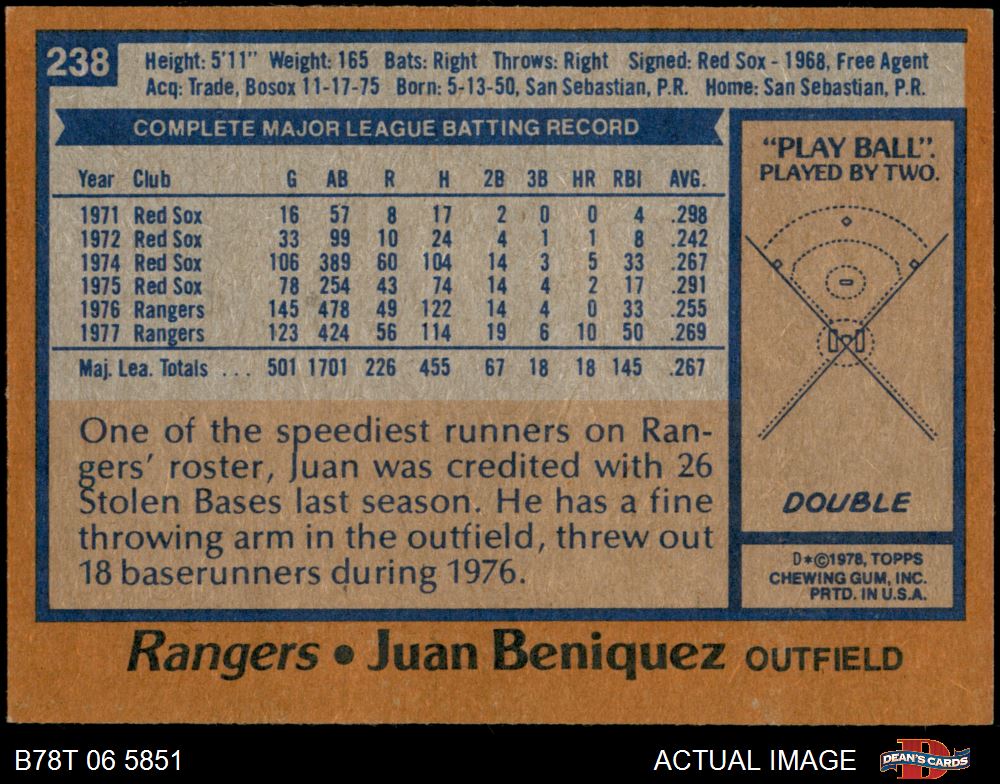 238
Height: 5'11" Weight: 165 Bats: Right Throws: Right Signed: Red Sox - 1968, Free Agent
Acq: Trade, Bosox 11-17-75 Born: 5-13-50, San Sebastian, P.R. Home: San Sebastian, P.R.
COMPLETE MAJOR LEAGUE BATTING RECORD
Year Club G AB R H 2B 3B HR RBI AVG.
1971 Red Sox 16 57 8 17 2 0 0 4 .298
1972 Red Sox 33 99 10 24 4 1 1 8 .242
1974 Red Sox 106 389 60 104 14 3 5 33 .267
1975 Red Sox 78 254 43 74 14 4 2 17 .291
1976 Rangers 145 478 49 122 14 4 0 33 .255
1977 Rangers 123 424 56 114 19 6 10 50 .269
Maj. Lea. Totals ... 501 1701 226 455 67 18 18 145 .267
One of the speediest runners on Ran-
gers' roster, Juan was credited with 26
Stolen Bases last season. He has a fine
throwing arm in the outfield, threw out
18 baserunners during 1976.
"PLAY BALL".
PLAYED BY TWO.
DOUBLE
D*©1978, TOPPS
CHEWING GUM, INC.
PRTD. IN U.S.A.
Rangers • Juan Beniquez OUTFIELD
B78T 06 5851
ACTUAL IMAGE
DEAN'S CARDS